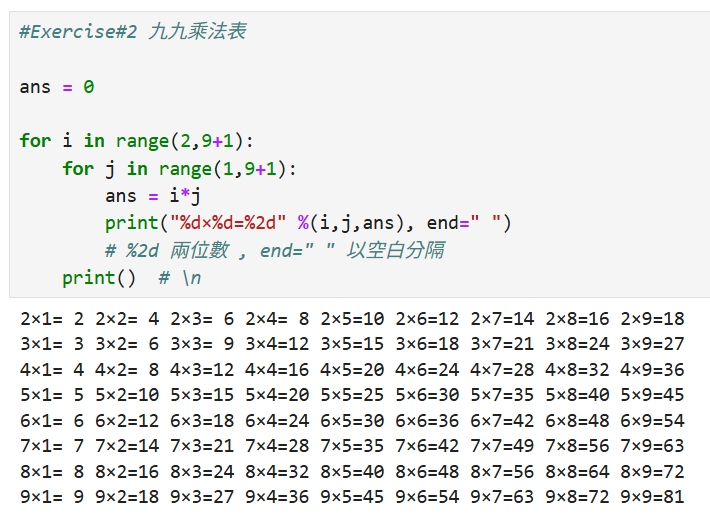 #Exercise#2 九九乘法表
ans = 0
for i in range(2,9+1):
    for j in range(1,9+1):
        ans = i*j
        print("%d×%d=%2d" %(i,j,ans), end=" ")
        # %2d 兩位數 , end=" " 以空白分隔
    print()  # \n
2×1= 2 2×2= 4 2×3= 6 2×4= 8 2×5=10 2×6=12 2×7=14 2×8=16 2×9=18
3×1= 3 3×2= 6 3×3= 9 3×4=12 3×5=15 3×6=18 3×7=21 3×8=24 3×9=27
4×1= 4 4×2= 8 4×3=12 4×4=16 4×5=20 4×6=24 4×7=28 4×8=32 4×9=36
5×1= 5 5×2=10 5×3=15 5×4=20 5×5=25 5×6=30 5×7=35 5×8=40 5×9=45
6×1= 6 6×2=12 6×3=18 6×4=24 6×5=30 6×6=36 6×7=42 6×8=48 6×9=54
7×1= 7 7×2=14 7×3=21 7×4=28 7×5=35 7×6=42 7×7=49 7×8=56 7×9=63
8×1= 8 8×2=16 8×3=24 8×4=32 8×5=40 8×6=48 8×7=56 8×8=64 8×9=72
9×1= 9 9×2=18 9×3=27 9×4=36 9×5=45 9×6=54 9×7=63 9×8=72 9×9=81